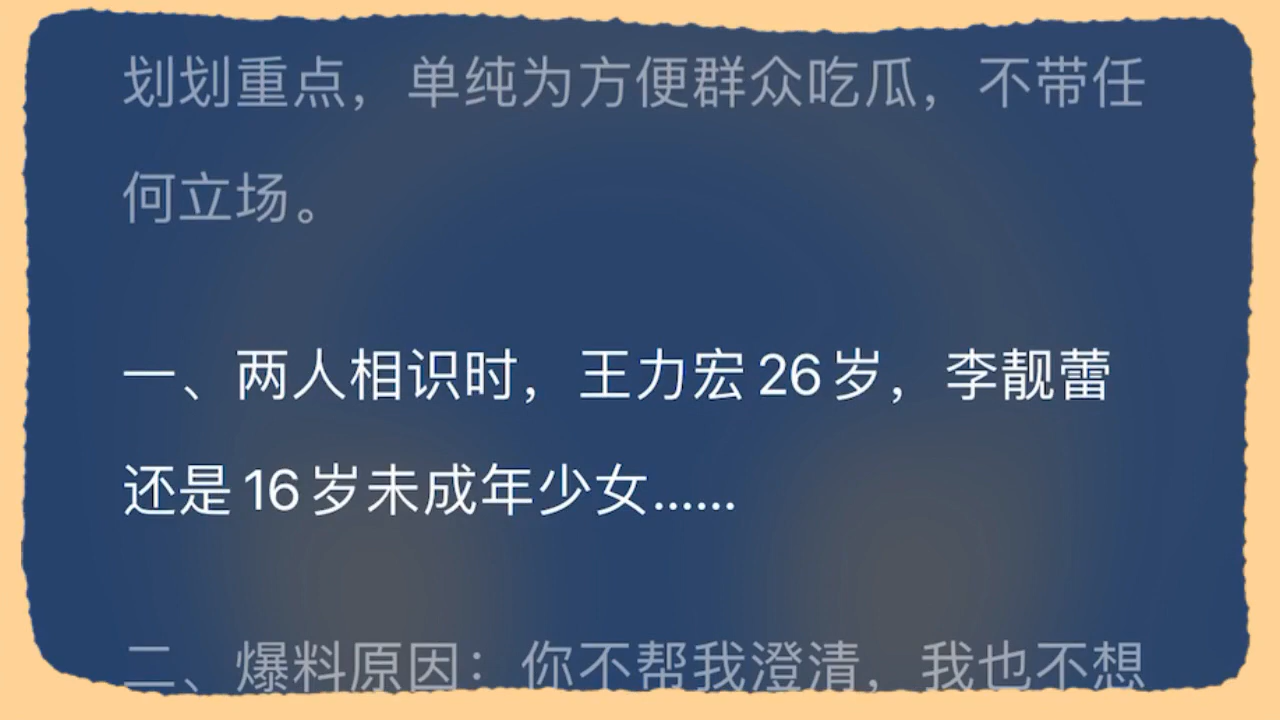 划划重点，单纯为方便群众吃瓜，不带任
何立场。
一、两人相识时，王力宏26岁，李靓蕾
还是16岁未成年少女……
二、爆料原因：你不帮我澄清，我也不想